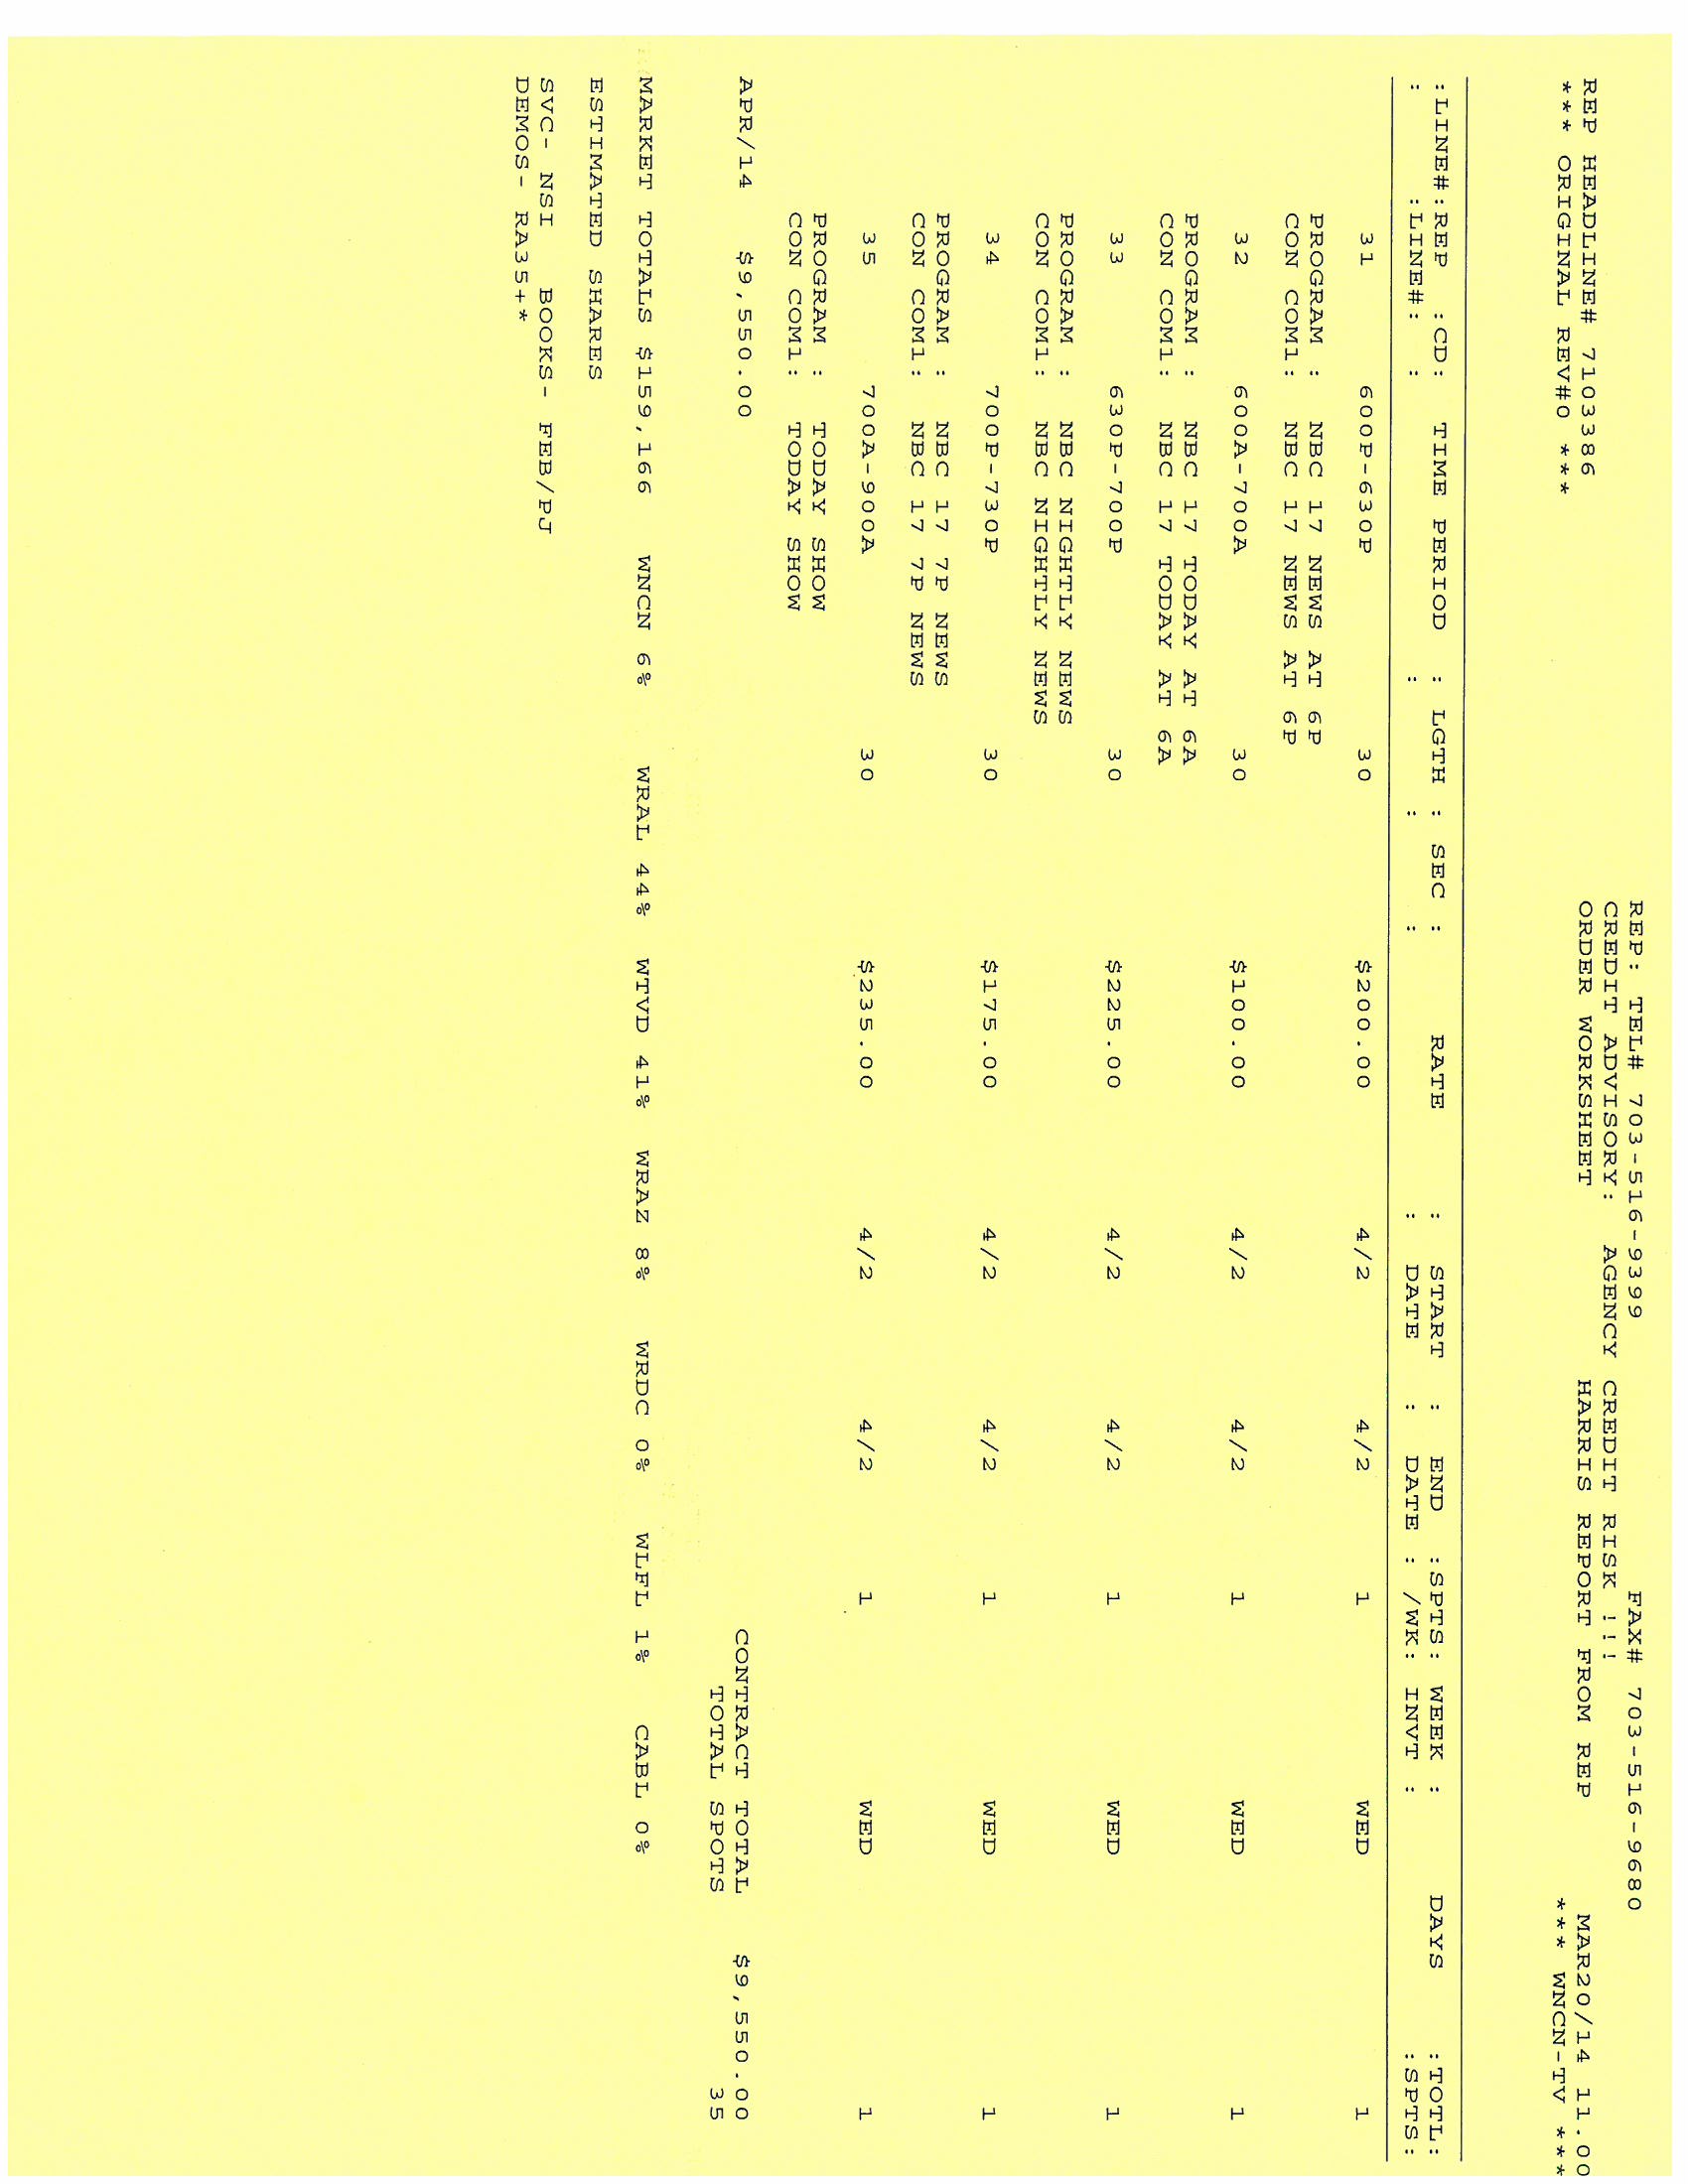 REP: TEL# 703-516-9399 FAX# 703-516-9680
CREDIT ADVISORY: AGENCY CREDIT RISK !!!
REP HEADLINE# 7103386 ORDER WORKSHEET HARRIS REPORT FROM REP MAR20/14 11.00
*** ORIGINAL REV#0 *** *** WNCN-TV ***
:LINE#:REP :CD: TIME PERIOD : LGTH : SEC : RATE : START : END :SPTS: WEEK : DAYS :TOTL:
: :LINE#: : : : : : DATE : DATE : /WK: INVT : :SPTS:
31 600P-630P 30 $200.00 4/2 4/2 1 WED 1
PROGRAM : NBC 17 NEWS AT 6P
CON COM1: NBC 17 NEWS AT 6P
32 600A-700A 30 $100.00 4/2 4/2 1 WED 1
PROGRAM : NBC 17 TODAY AT 6A
CON COM1: NBC 17 TODAY AT 6A
33 630P-700P 30 $225.00 4/2 4/2 1 WED 1
PROGRAM : NBC NIGHTLY NEWS
CON COM1: NBC NIGHTLY NEWS
34 700P-730P 30 $175.00 4/2 4/2 1 WED 1
PROGRAM : NBC 17 7P NEWS
CON COM1: NBC 17 7P NEWS
35 700A-900A 30 $235.00 4/2 4/2 1 WED 1
PROGRAM : TODAY SHOW
CON COM1: TODAY SHOW
APR/14 $9,550.00 CONTRACT TOTAL $9,550.00
TOTAL SPOTS 35
MARKET TOTALS $159,166 WNCN 6% WRAL 44% WTVD 41% WRAZ 8% WRDC 0% WLFL 1% CABL 0%
ESTIMATED SHARES
SVC- NSI BOOKS- FEB/PJ
DEMOS- RA35+*